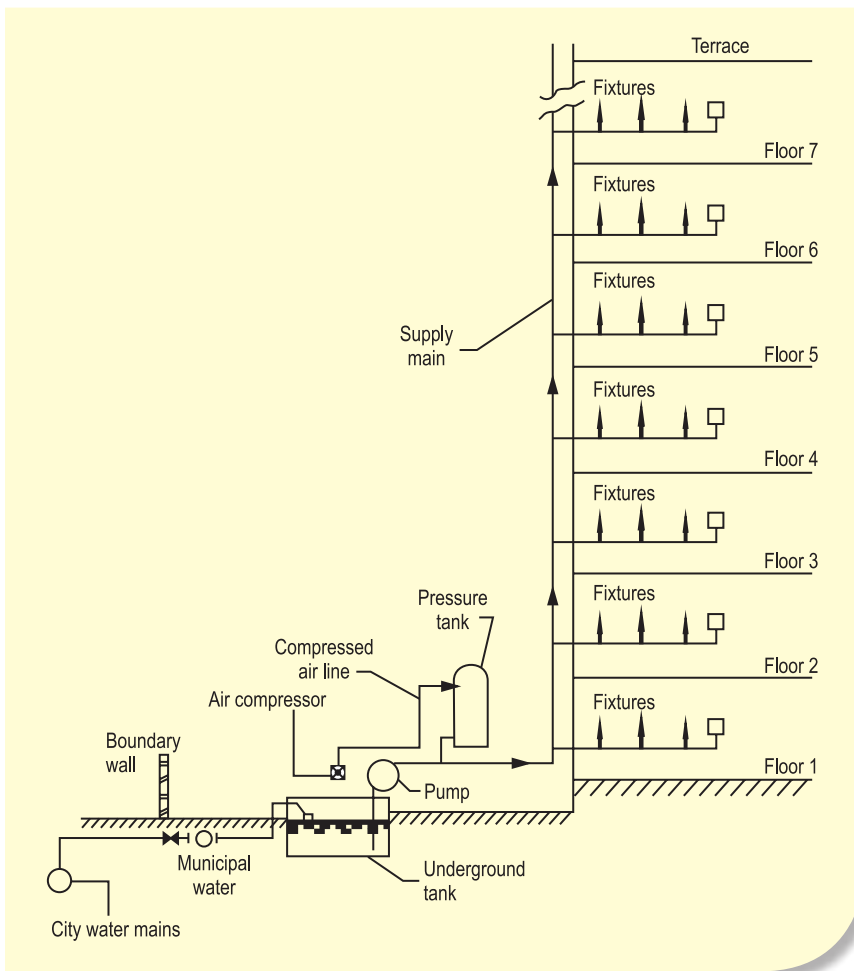 Terrace
Fixtures
Floor 7
Fixtures
Floor 6
Fixtures
Supply
main
Floor 5
Fixtures
Floor 4
Fixtures
Floor 3
Pressure
tank
Fixtures
Compressed
air line
Floor 2
Air compressor
Fixtures
Boundary
wall
Floor 1
Pump
Municipal
water
Underground
tank
City water mains